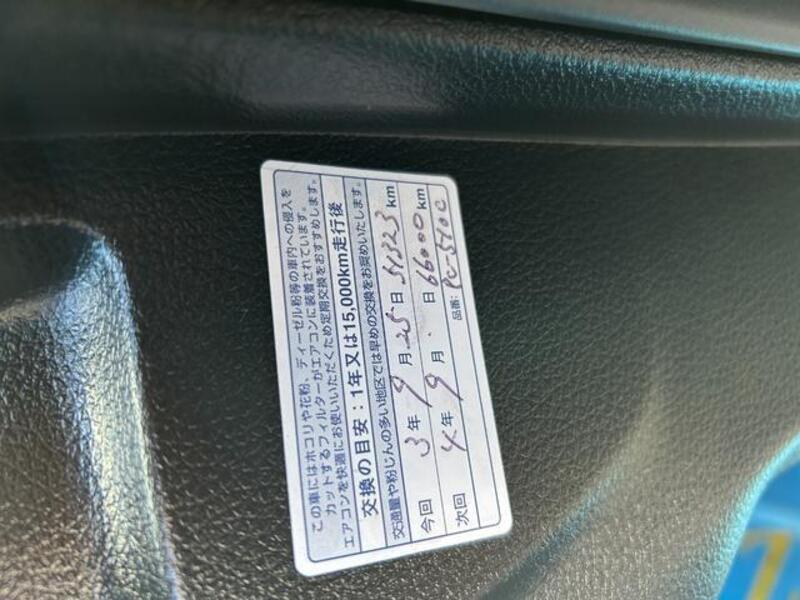 この車にはホコリや花粉、ディーゼル粉等の車内への侵入を
カットするフィルターがエアコンに装着されています。
エアコンを快適にお使いいただくため定期交換をおすすめします。
交換の目安：1年又は15,000km走行後
交通量や粉じんの多い地区では早めの交換をお奨めいたします。
今回 3年 9月 25日 51323 km
次回 4年 9月 日 66000 km
品番: PC-510C